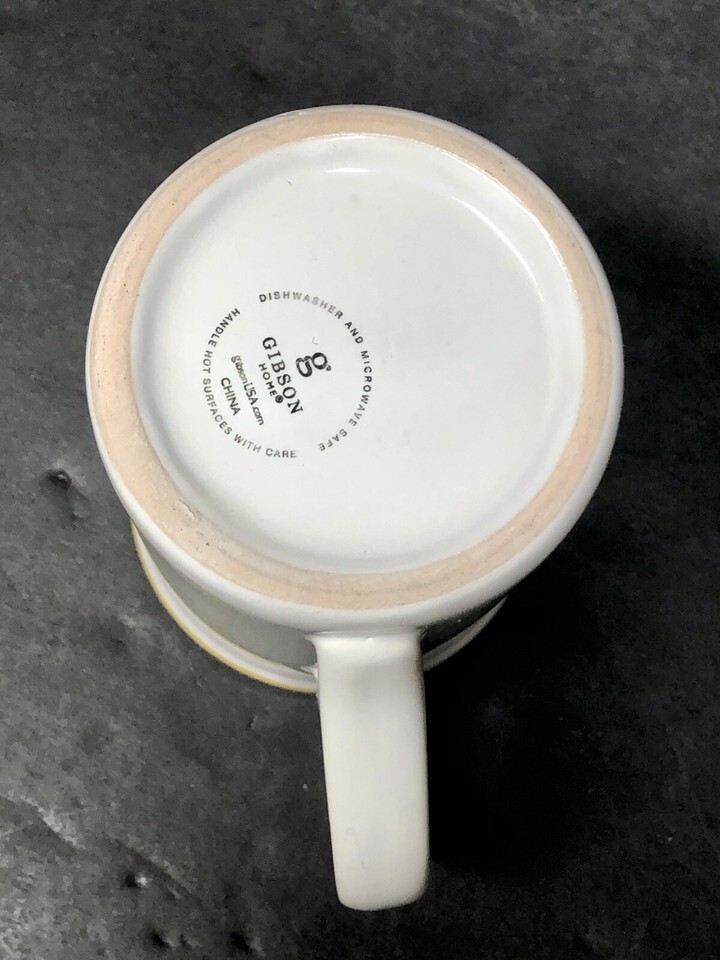 DISHWASHER AND MICROWAVE SAFE
g
GIBSON
HOME®
gibsonUSA.com
CHINA
HANDLE HOT SURFACES WITH CARE